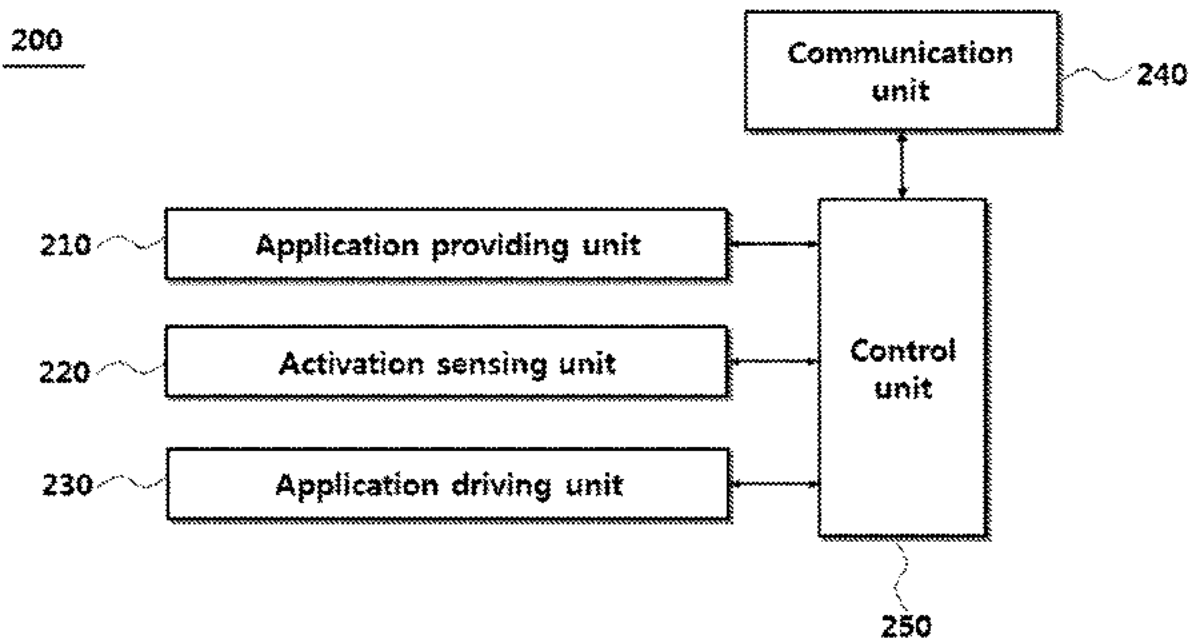 200
Communication
unit
240
210
Application providing unit
220
Activation sensing unit
Control
unit
230
Application driving unit
250